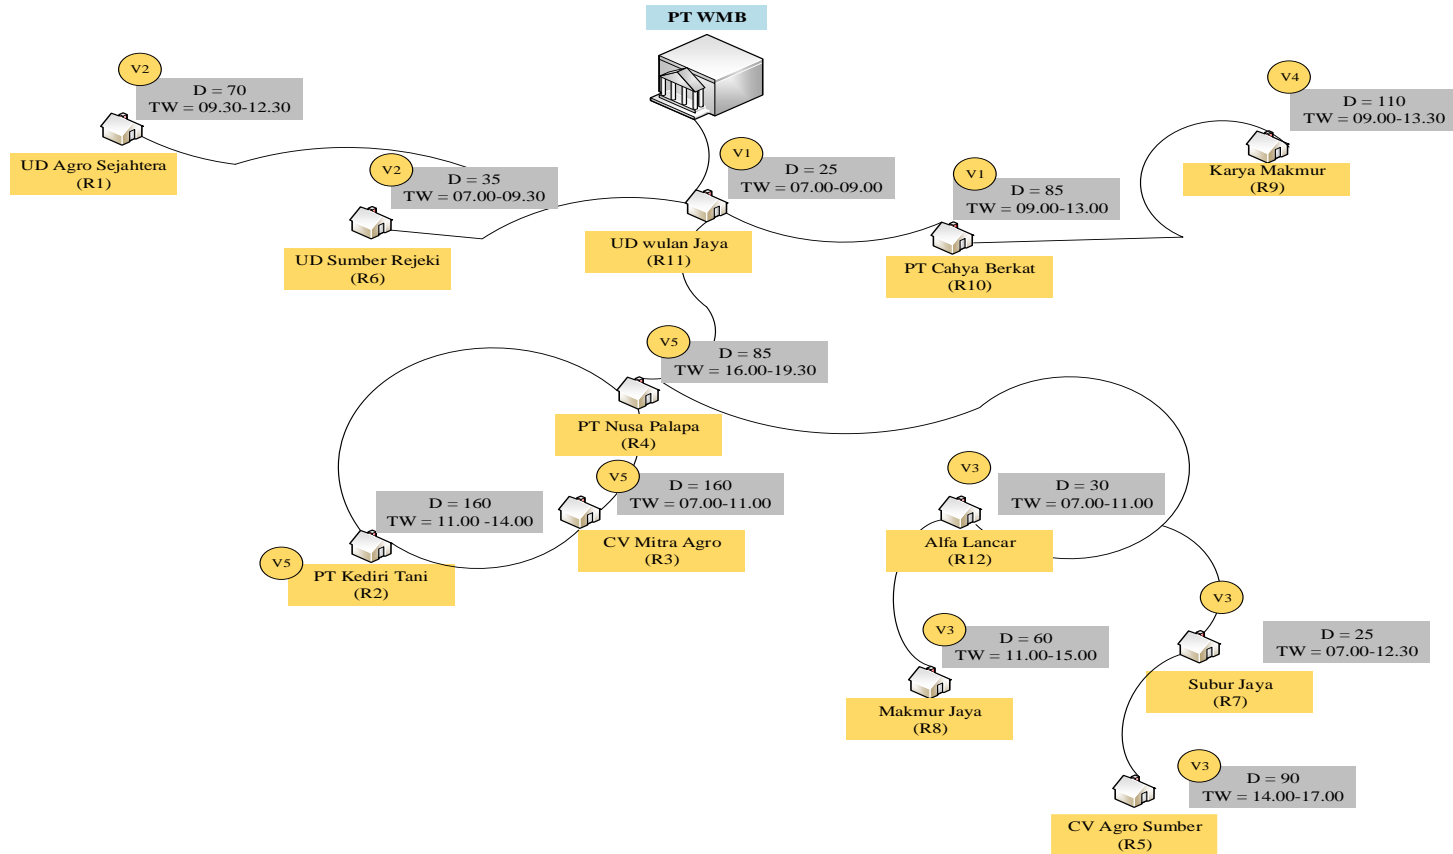 PT WMB
V2
D = 70
TW = 09.30-12.30
UD Agro Sejahtera
(R1)
V2
D = 35
TW = 07.00-09.30
UD Sumber Rejeki
(R6)
V1
D = 25
TW = 07.00-09.00
UD wulan Jaya
(R11)
V1
D = 85
TW = 09.00-13.00
PT Cahya Berkat
(R10)
V4
D = 110
TW = 09.00-13.30
Karya Makmur
(R9)
V5
D = 85
TW = 16.00-19.30
PT Nusa Palapa
(R4)
V5
D = 160
TW = 07.00-11.00
CV Mitra Agro
(R3)
D = 160
TW = 11.00 -14.00
V5
PT Kediri Tani
(R2)
V3
D = 30
TW = 07.00-11.00
Alfa Lancar
(R12)
V3
D = 60
TW = 11.00-15.00
Makmur Jaya
(R8)
V3
D = 25
TW = 07.00-12.30
Subur Jaya
(R7)
V3
D = 90
TW = 14.00-17.00
CV Agro Sumber
(R5)